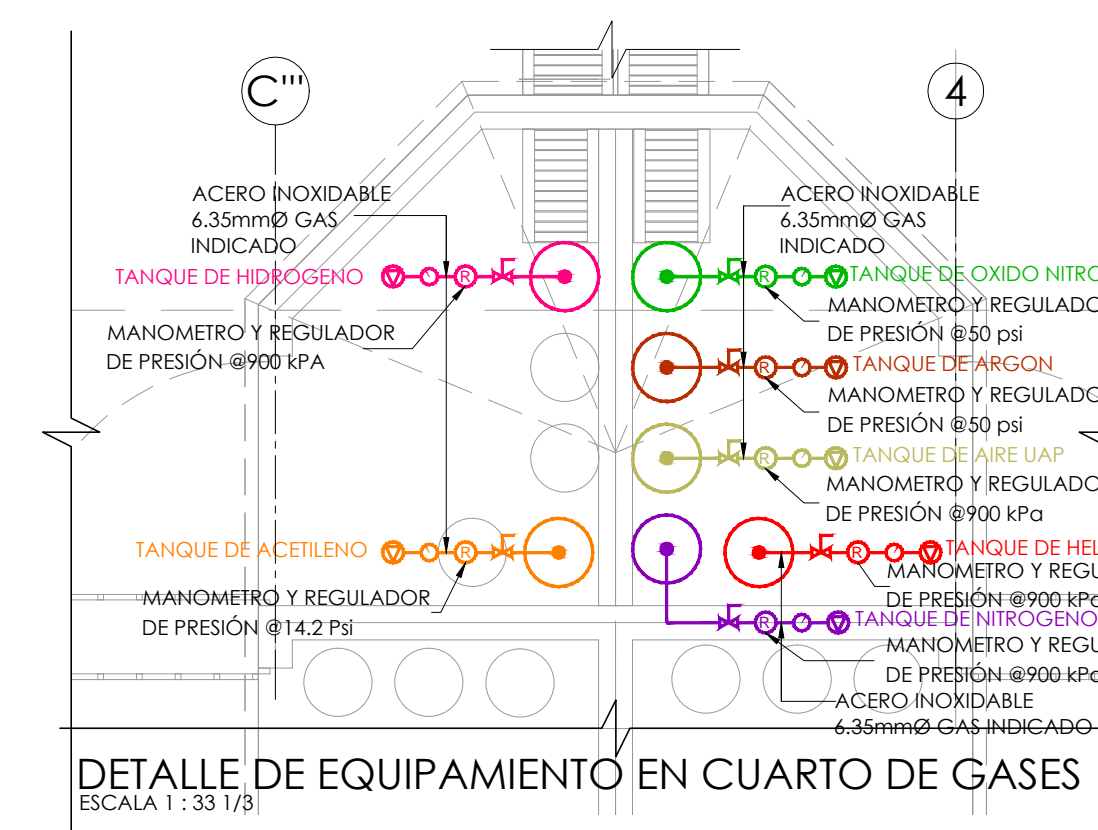 C'''
4
ACERO INOXIDABLE
6.35mmØ GAS
INDICADO
TANQUE DE HIDROGENO
R
MANOMETRO Y REGULADOR
DE PRESIÓN @900 kPA
ACERO INOXIDABLE
6.35mmØ GAS
INDICADO
R
TANQUE DE OXIDO NITRO
MANOMETRO Y REGULADO
DE PRESIÓN @50 psi
R
TANQUE DE ARGON
MANOMETRO Y REGULADO
DE PRESIÓN @50 psi
R
TANQUE DE AIRE UAP
MANOMETRO Y REGULADO
DE PRESIÓN @900 kPa
TANQUE DE ACETILENO
R
MANOMETRO Y REGULADOR
DE PRESIÓN @14.2 Psi
R
TANQUE DE HEL
MANOMETRO Y REGU
DE PRESIÓN @900 kPa
R
TANQUE DE NITROGENO
MANOMETRO Y REGU
DE PRESIÓN @900 kPa
ACERO INOXIDABLE
6.35mmØ GAS INDICADO
DETALLE DE EQUIPAMIENTO EN CUARTO DE GASES
ESCALA 1 : 33 1/3